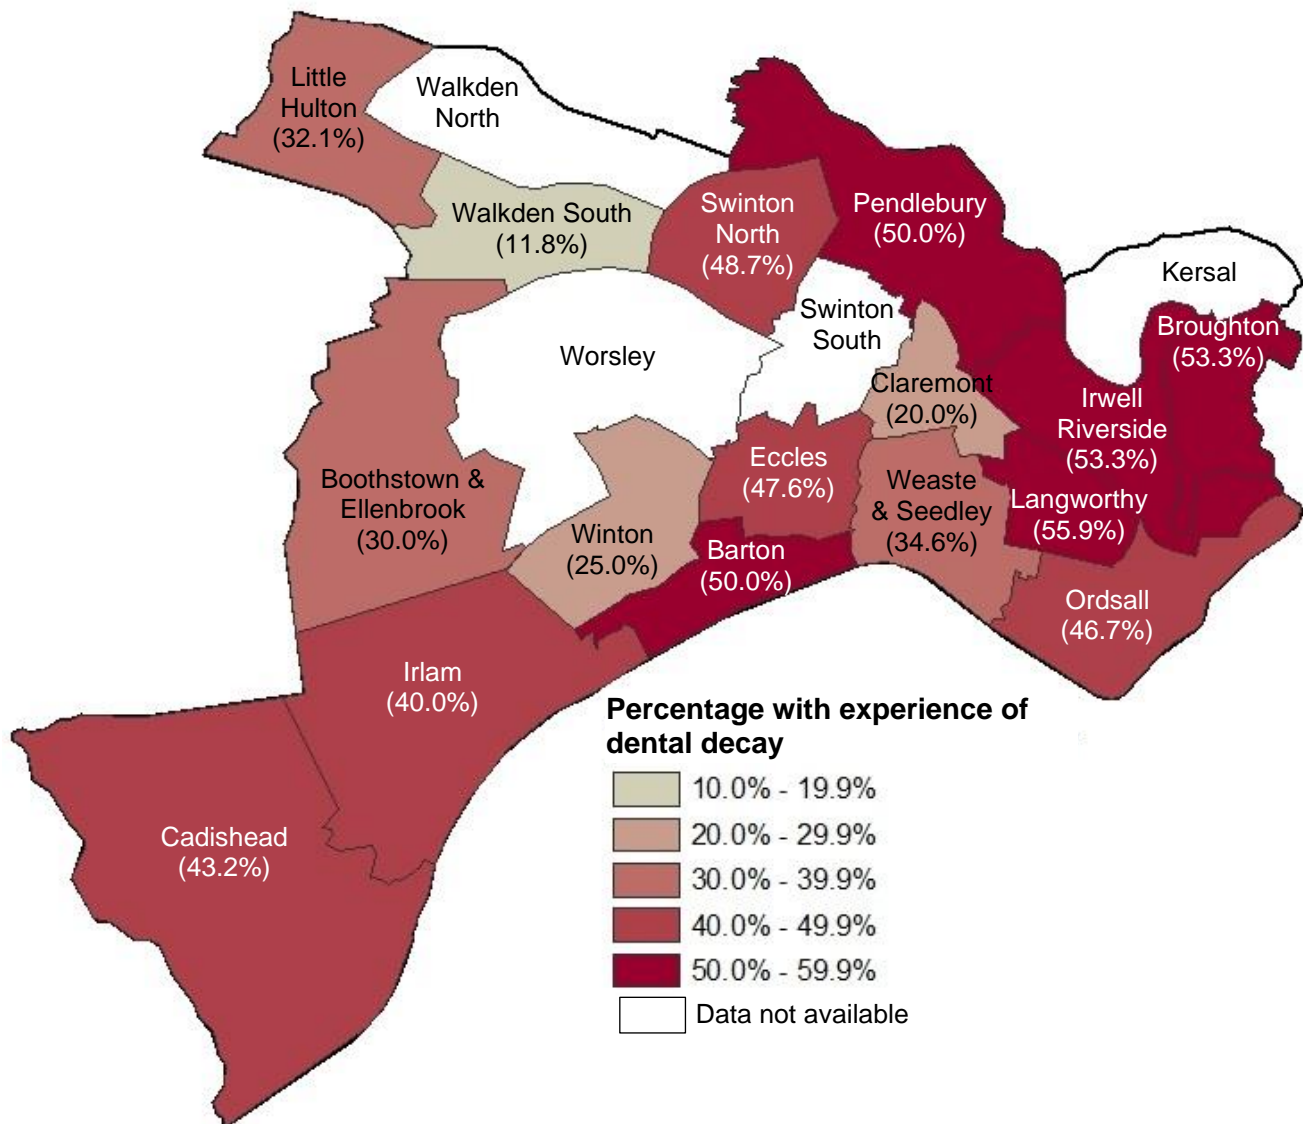 Little
Hulton
(32.1%)
Walkden
North
Walkden South
(11.8%)
Swinton
North
(48.7%)
Pendlebury
(50.0%)
Kersal
Broughton
(53.3%)
Swinton
South
Worsley
Claremont
(20.0%)
Irwell
Riverside
(53.3%)
Eccles
(47.6%)
Weaste
& Seedley
(34.6%)
Langworthy
(55.9%)
Boothstown &
Ellenbrook
(30.0%)
Winton
(25.0%)
Barton
(50.0%)
Ordsall
(46.7%)
Irlam
(40.0%)
Cadishead
(43.2%)
Percentage with experience of
dental decay
10.0% - 19.9%
20.0% - 29.9%
30.0% - 39.9%
40.0% - 49.9%
50.0% - 59.9%
Data not available